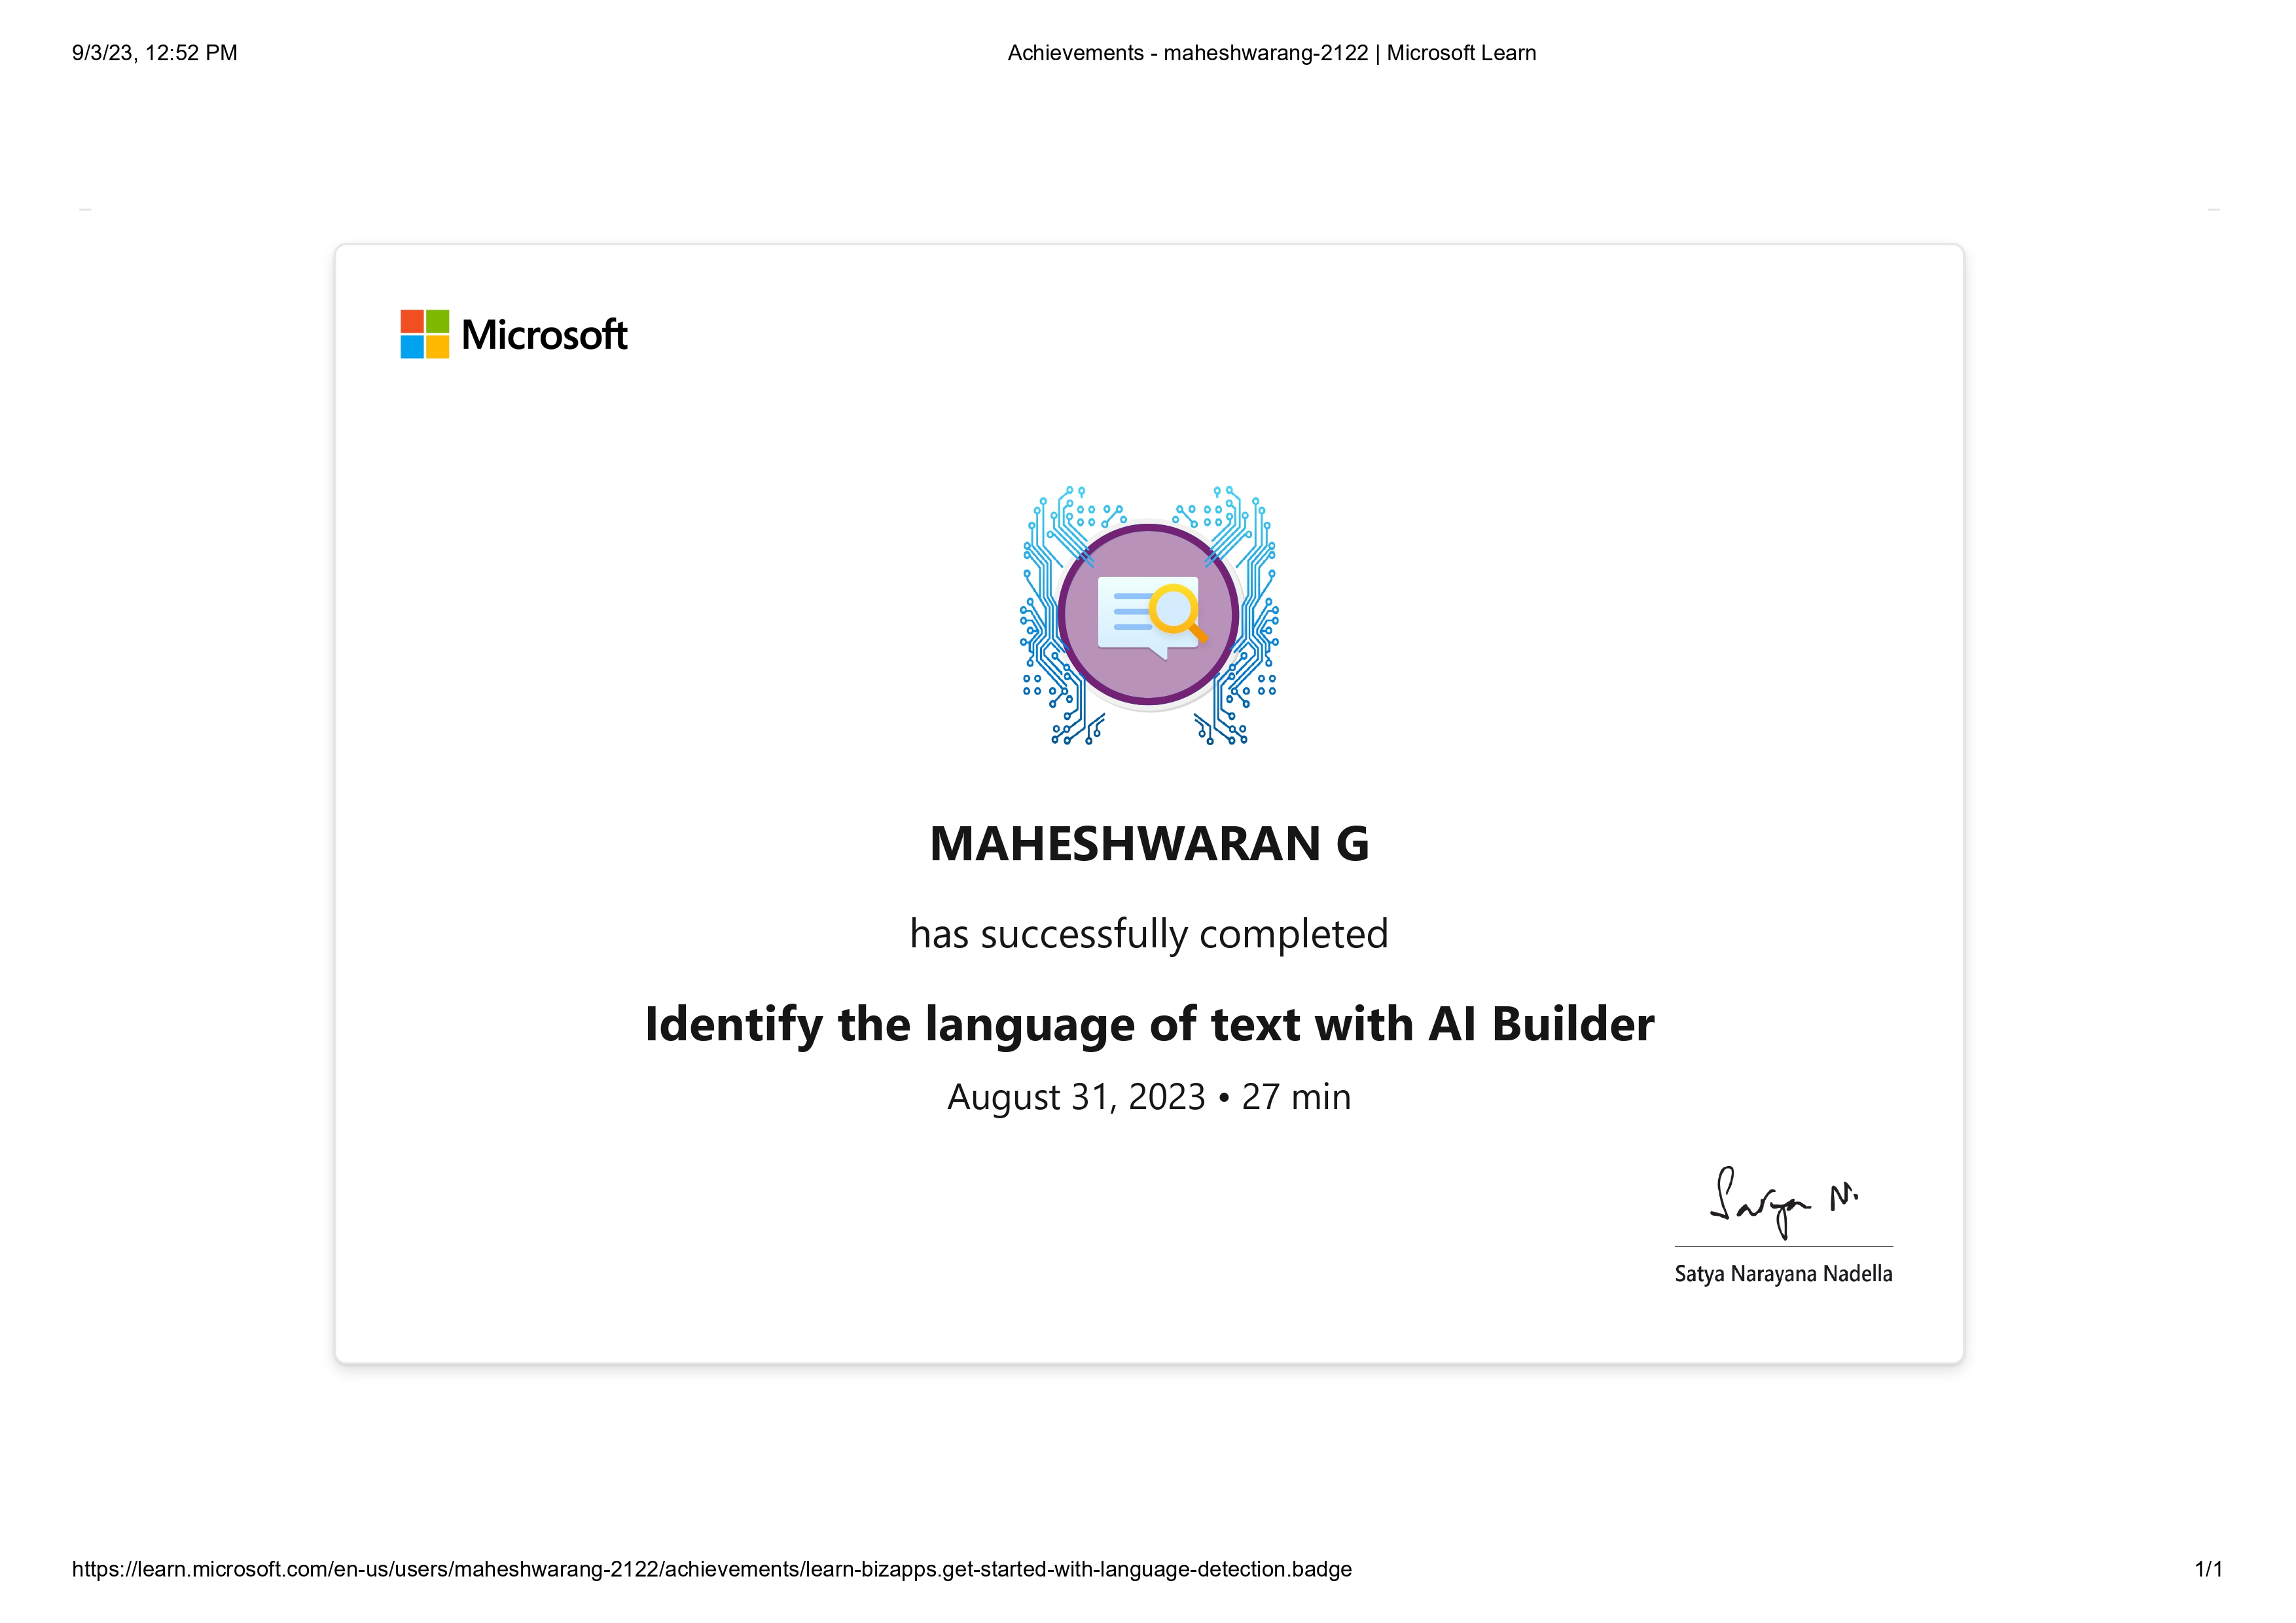 9/3/23, 12:52 PM
Achievements - maheshwarang-2122 | Microsoft Learn
Microsoft
MAHESHWARAN G
has successfully completed
Identify the language of text with AI Builder
August 31, 2023 • 27 min
Satya N.
Satya Narayana Nadella
https://learn.microsoft.com/en-us/users/maheshwarang-2122/achievements/learn-bizapps.get-started-with-language-detection.badge
1/1